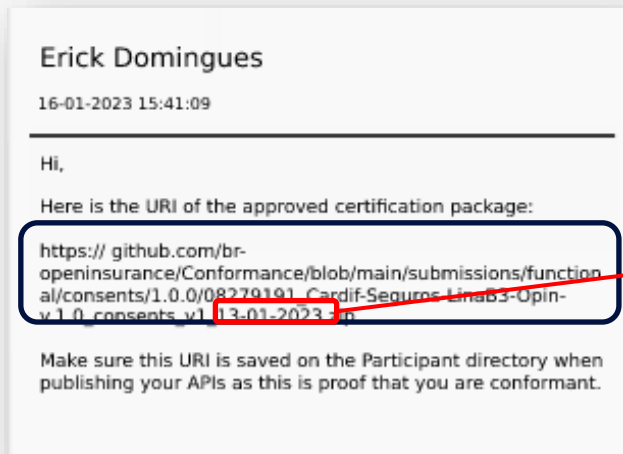 Erick Domingues
16-01-2023 15:41:09
Hi,
Here is the URI of the approved certification package:
https:// github.com/br-
openinsurance/Conformance/blob/main/submissions/function
al/consents/1.0.0/08279191_Cardif-Seguros-LinaB3-Opin-
v.1.0_consents_v1_13-01-2023.zip
Make sure this URI is saved on the Participant directory when
publishing your APIs as this is proof that you are conformant.